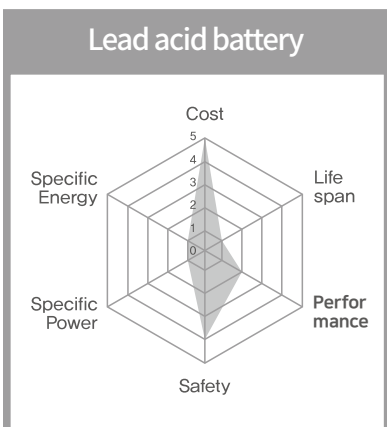 Lead acid battery
Cost
5
4
3
2
1
0
Specific
Energy
Life
span
Specific
Power
Perfor
mance
Safety